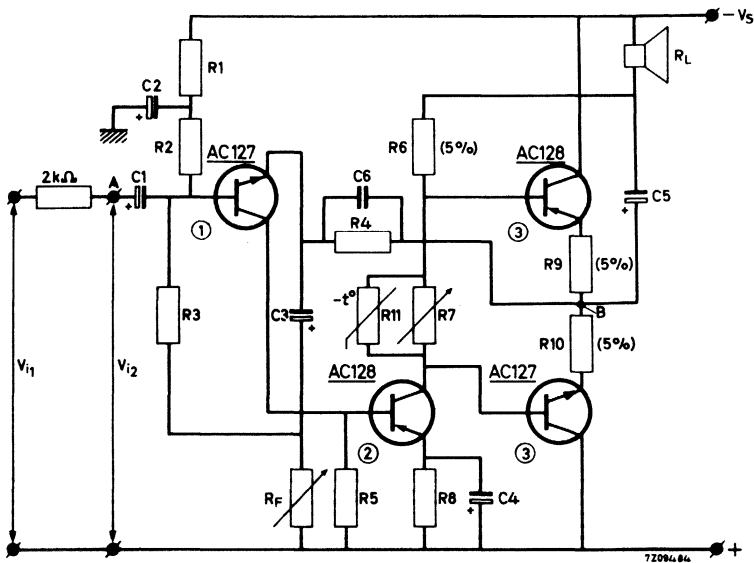 − Vs
R1
RL
C2
+
R2
R6
(5%)
AC127
AC128
2kΩ
A
C1
+
C6
C5
+
①
R4
③
R9
(5%)
R3
C3
+
−t°
R11
R7
B
R10
(5%)
Vi1
Vi2
AC128
AC127
②
③
RF
R5
R8
C4
+
+
7Z09484